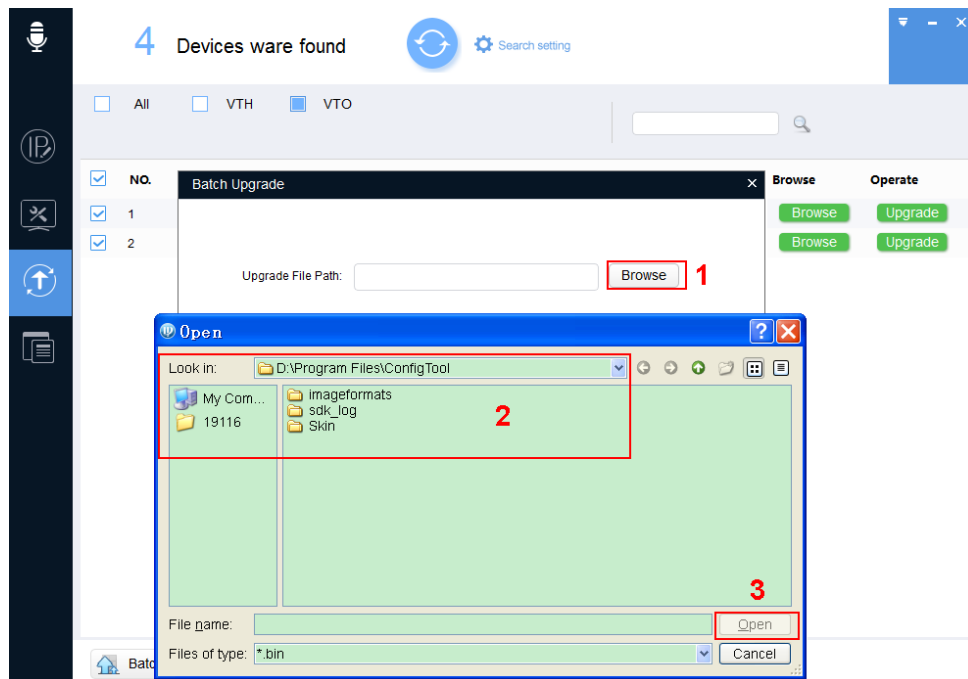 4 Devices ware found Search setting
All VTH VTO
NO. Browse Operate
Batch Upgrade ×
1 Browse Upgrade
2 Browse Upgrade
Upgrade File Path: Browse 1
IP Open ?
Look in: D:\Program Files\ConfigTool
My Com... imageformats
19116 sdk_log
Skin
2
3
File name: Open
Files of type: *.bin Cancel
Batc
IP